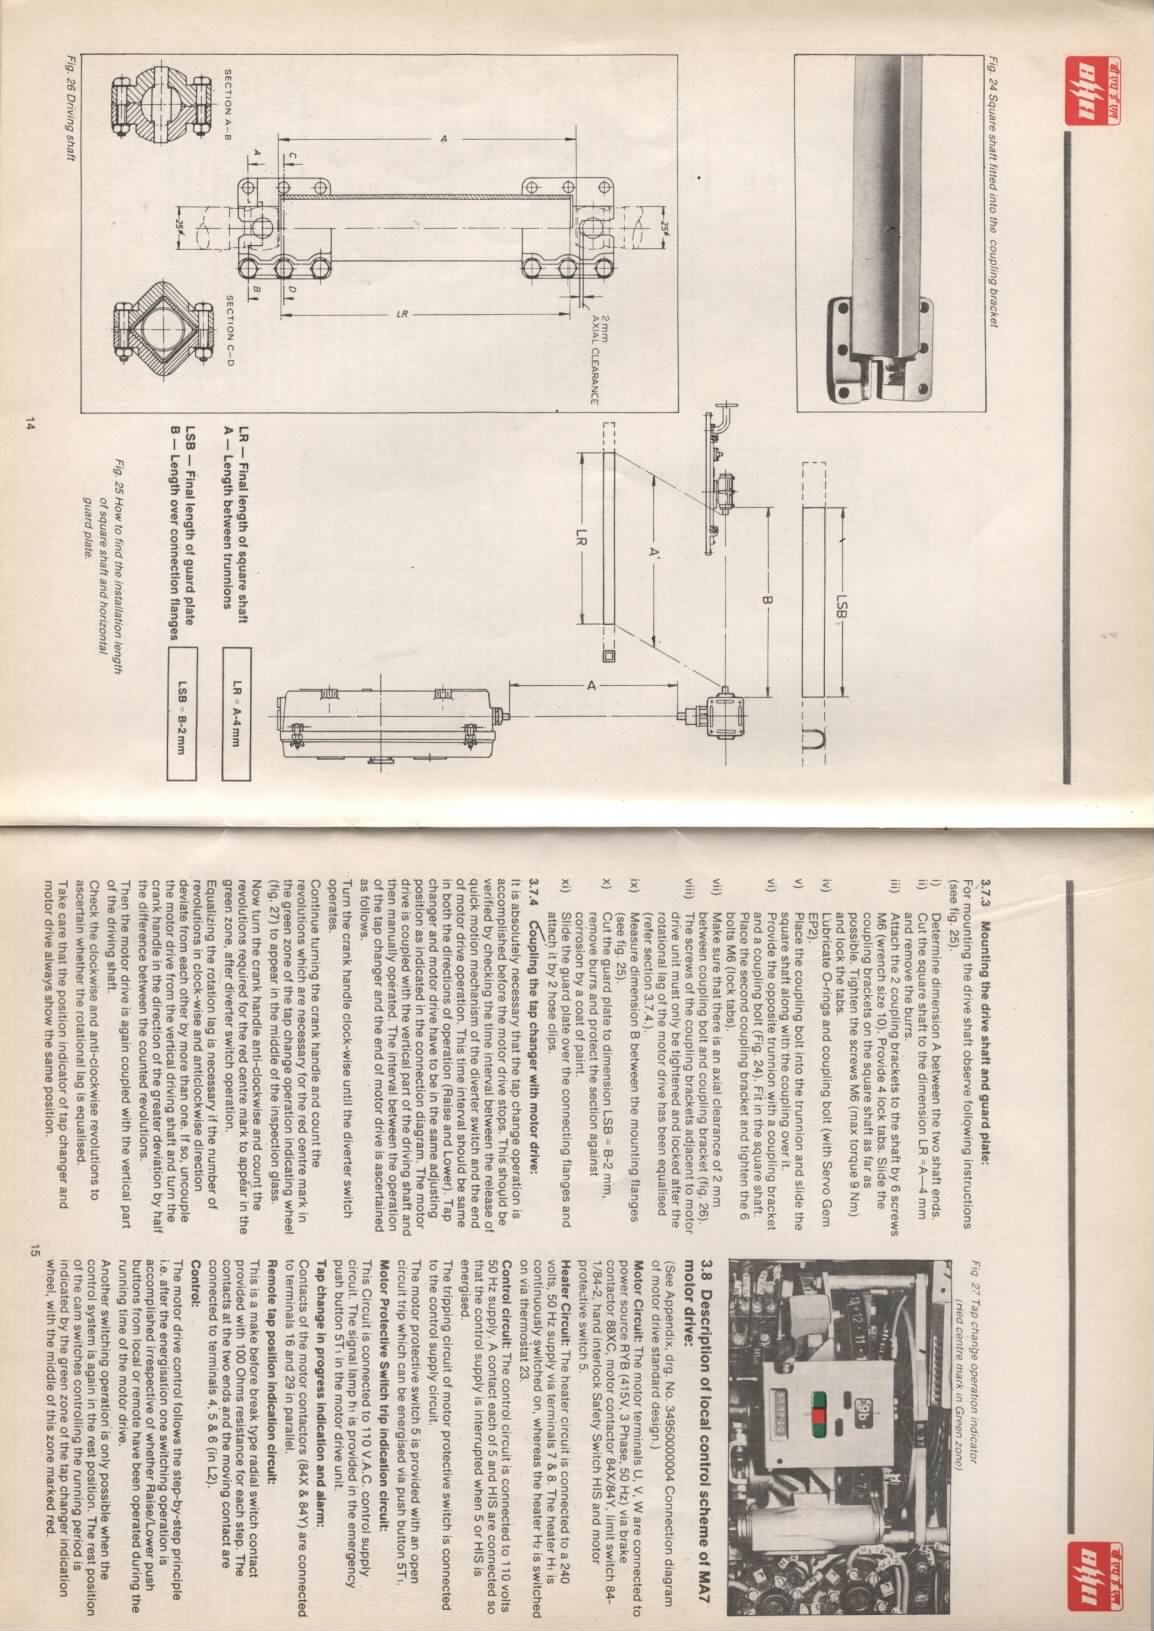 बी एच ई एल
Fig. 24 Square shaft fitted into the coupling bracket
SECTION A-B
SECTION C-D
A
LR
A
C
B
D
25ø
25ø
2 mm
AXIAL CLEARANCE
Fig. 26 Driving shaft
LSB
B
A'
LR
A
LR — Final length of square shaft
A — Length between trunnions
LR = A-4 mm
LSB — Final length of guard plate
B — Length over connection flanges
LSB = B-2 mm
Fig. 25 How to find the installation length
of square shaft and horizontal
guard plate.
14
3.7.3 Mounting the drive shaft and guard plate:
For mounting the drive shaft observe following instructions
(see fig. 25).
i) Determine dimension A between the two shaft ends.
ii) Cut the square shaft to the dimension LR =A—4 mm
and remove the burrs.
iii) Attach the 2 coupling brackets to the shaft by 6 screws
M6 (wrench size 10). Provide 4 lock tabs. Slide the
coupling brackets on the square shaft as far as
possible. Tighten the screws M6 (max torque 9 Nm)
and lock the tabs.
iv) Lubricate O-rings and coupling bolt (with Servo Gem
EP2).
v) Place the coupling bolt into the trunnion and slide the
square shaft along with the coupling over it.
vi) Provide the opposite trunnion with a coupling bracket
and a coupling bolt (Fig. 24). Fit in the square shaft.
Place the second coupling bracket and tighten the 6
bolts M6 (lock tabs).
vii) Make sure that there is an axial clearance of 2 mm
between coupling bolt and coupling bracket (fig. 26).
viii) The screws of the coupling brackets adjacent to motor
drive unit must only be tightened and locked after the
rotational lag of the motor drive has been equalised
(refer section 3.7.4.).
ix) Measure dimension B between the mounting flanges
(see fig. 25).
x) Cut the guard plate to dimension LSB = B-2 mm,
remove burrs and protect the section against
corrosion by a coat of paint.
xi) Slide the guard plate over the connecting flanges and
attach it by 2 hose clips.
3.7.4 Coupling the tap changer with motor drive:
It is absolutely necessary that the tap change operation is
accomplished before the motor drive stops. This should be
verified by checking the time interval between the release of
quick motion mechanism of the diverter switch and the end
of motor drive operation. This time interval should be same
in both the directions of operation (Raise and Lower). Tap
changer and motor drive have to be in the same adjusting
position as indicated in the connection diagram. The motor
drive is coupled with the vertical part of the driving shaft and
then manually operated. The interval between the operation
of the tap changer and the end of motor drive is ascertained
as follows.
Turn the crank handle clock-wise until the diverter switch
operates.
Continue turning the crank handle and count the
revolutions which are necessary for the red centre mark in
the green zone of the tap change operation indicating wheel
(fig. 27) to appear in the middle of the inspection glass.
Now turn the crank handle anti-clockwise and count the
revolutions required for the red centre mark to appear in the
green zone, after diverter switch operation.
Equalizing the rotation lag is necessary if the number of
revolutions in clock-wise and anticlockwise direction
deviate from each other by more than one. If so, uncouple
the motor drive from the vertical driving shaft and turn the
crank handle in the direction of the greater deviation by half
the difference between the counted revolutions.
Then the motor drive is again coupled with the vertical part
of the driving shaft.
Check the clockwise and anti-clockwise revolutions to
ascertain whether the rotational lag is equalised.
Take care that the position indicator of tap changer and
motor drive always show the same position.
बी एच ई एल
Fig. 27 Tap change operation indicator
(Red centre mark in Green zone)
3.8 Description of local control scheme of MA7
motor drive:
(See Appendix, drg. No. 3495000004 Connection diagram
of motor drive standard design.)
Motor Circuit: The motor terminals U, V, W are connected to
power source RYB (415V, 3 Phase, 50 Hz) via brake
contactor 88XC, motor contactor 84X/84Y, limit switch 84-
1/84-2, hand interlock Safety Switch HIS and motor
protective switch 5.
Heater Circuit: The heater circuit is connected to a 240
volts, 50 Hz supply via terminals 7 & 8. The heater H1 is
continuously switched on, whereas the heater H2 is switched
on via thermostat 23.
Control circuit: The control circuit is connected to 110 volts
50 Hz supply. A contact each of 5 and HIS are connected so
that the control supply is interrupted when 5 or HIS is
energised.
The tripping circuit of motor protective switch is connected
to the control supply circuit.
The motor protective switch 5 is provided with an open
circuit trip which can be energised via push button 5T1.
Motor Protective Switch trip indication circuit:
This Circuit is connected to 110 V.A.C. control supply
circuit. The signal lamp h1 is provided in the emergency
push button 5T1 in the motor drive unit.
Tap change in progress indication and alarm:
Contacts of the motor contactors (84X & 84Y) are connected
to terminals 16 and 29 in parallel.
Remote tap position indication circuit:
This is a make before break type radial switch contact
provided with 100 Ohms resistance for each step. The
contacts at the two ends and the moving contact are
connected to terminals 4, 5 & 6 (in L2).
Control:
The motor drive control follows the step-by-step principle
i.e. after the energisation one switching operation is
accomplished irrespective of whether Raise/Lower push
buttons from local or remote have been operated during the
running time of the motor drive.
Another switching operation is only possible when the
control system is again in the rest position. The rest position
of the cam switches controlling the running period is
indicated by the green zone of the tap changer indication
wheel, with the middle of this zone marked red.
15